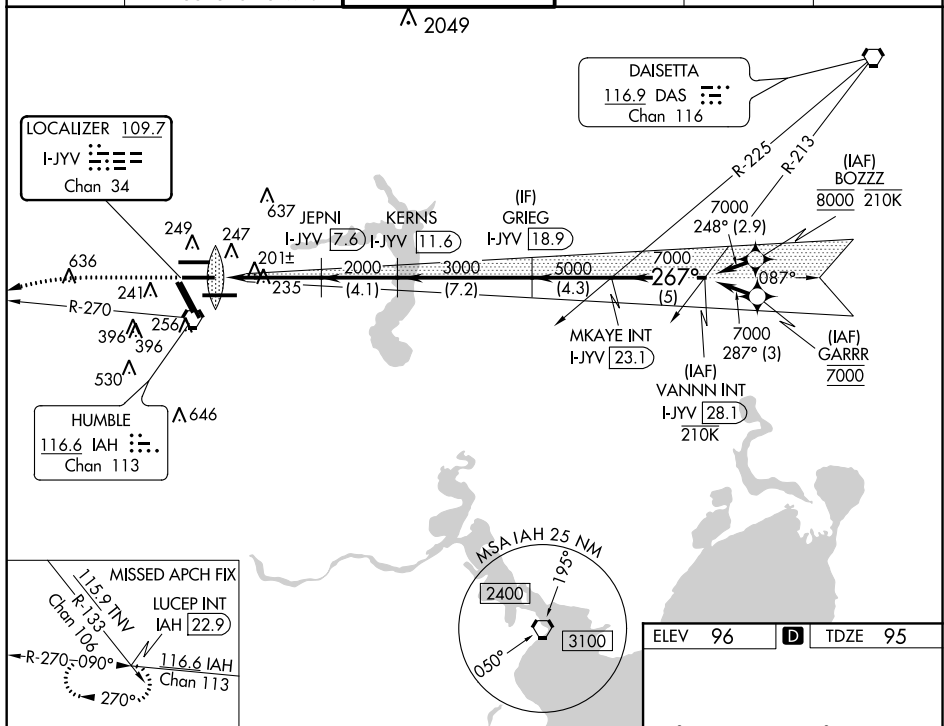 2049
DAISETTA
116.9 DAS
Chan 116
LOCALIZER 109.7
I-JYV
Chan 34
R-225
R-213
(IAF)
BOZZZ
8000 210K
637
JEPNI
I-JYV 7.6
KERNS
I-JYV 11.6
(IF)
GRIEG
I-JYV 18.9
7000
248° (2.9)
249
247
201±
235
636
241
2000
(4.1)
3000
(7.2)
5000
(4.3)
7000
267°
(5)
087°
R-270
256
396
396
530
MKAYE INT
I-JYV 23.1
7000
287° (3)
(IAF)
GARRR
7000
(IAF)
VANNN INT
I-JYV 28.1
210K
HUMBLE
116.6 IAH
Chan 113
646
MISSED APCH FIX
115.9 TNV
R-133
Chan 106
LUCEP INT
IAH 22.9
R-270
090°
116.6 IAH
Chan 113
270°
MSA IAH 25 NM
195°
2400
3100
050°
ELEV 96 D TDZE 95